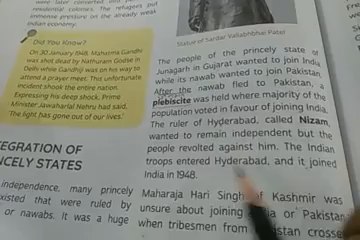 were later converted into
residential colonies. The refugees put
immense pressure on the already weak
Indian economy.
Did You Know?
On 30 January 1948, Mahatma Gandhi
was shot dead by Nathuram Godse in
Delhi while Gandhiji was on his way to
attend a prayer meet. This unfortunate
incident shook the entire nation.
Expressing his deep shock, Prime
Minister Jawaharlal Nehru had said,
'The light has gone out of our lives.'
EGRATION OF
NCELY STATES
independence, many princely
xisted that were ruled by
or nawabs. It was a huge
Statue of Sardar Vallabhbhai Patel
The people of the princely state of
Junagarh in Gujarat wanted to join India
while its nawab wanted to join Pakistan.
After the nawab fled to Pakistan, a
plebiscite was held where majority of the
population voted in favour of joining India.
The ruler of Hyderabad, called Nizam,
wanted to remain independent but the
people revolted against him. The Indian
troops entered Hyderabad, and it joined
India in 1948.
Maharaja Hari Singh of Kashmir was
unsure about joining or Pakistan
when tribesmen from crosse